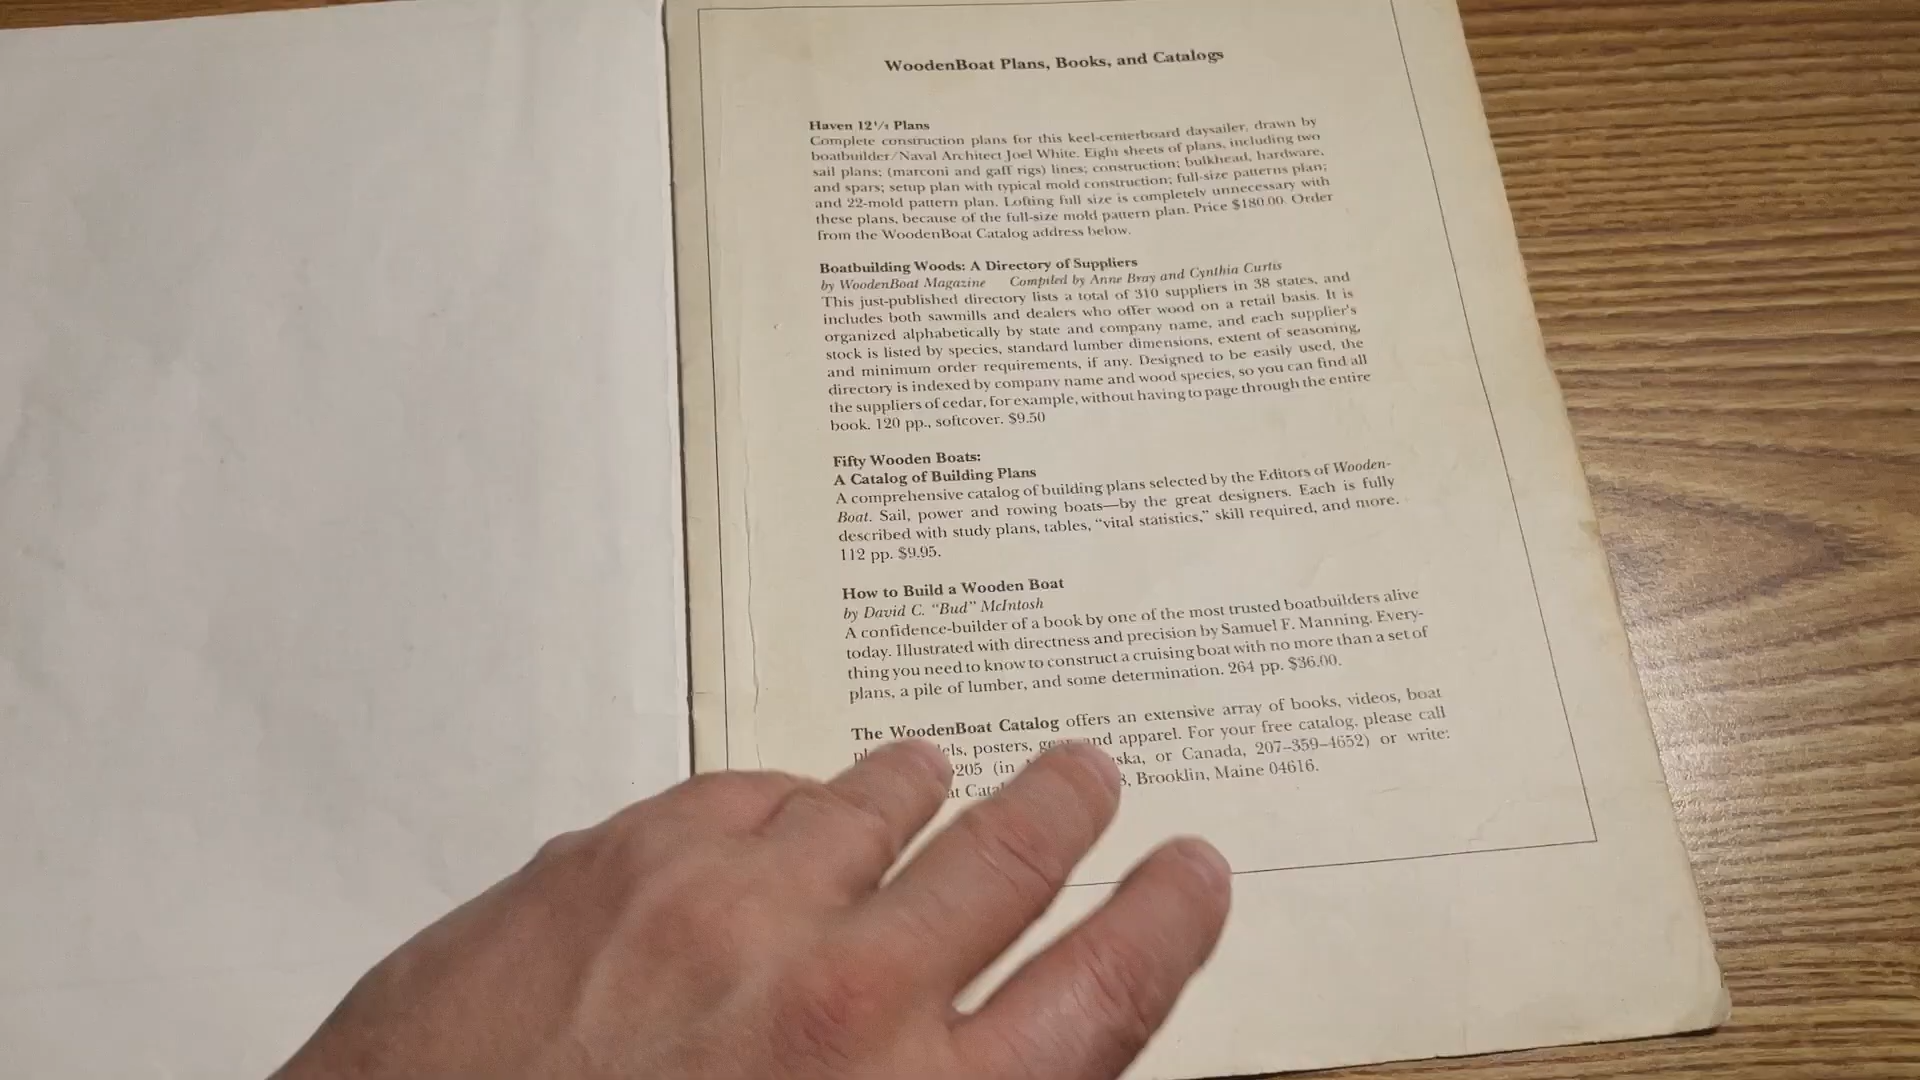 WoodenBoat Plans, Books, and Catalogs
Haven 12½ Plans
Complete construction plans for this keel-centerboard daysailer, drawn by
boatbuilder/Naval Architect Joel White. Eight sheets of plans, including two
sail plans; (marconi and gaff rigs) lines; construction; bulkhead, hardware,
and spars; setup plan with typical mold construction; full-size patterns plan;
and 22-mold pattern plan. Lofting full size is completely unnecessary with
these plans, because of the full-size mold pattern plan. Price $180.00. Order
from the WoodenBoat Catalog address below.
Boatbuilding Woods: A Directory of Suppliers
by WoodenBoat Magazine Compiled by Anne Bray and Cynthia Curtis
This just-published directory lists a total of 310 suppliers in 38 states, and
includes both sawmills and dealers who offer wood on a retail basis. It is
organized alphabetically by state and company name, and each supplier's
stock is listed by species, standard lumber dimensions, extent of seasoning,
and minimum order requirements, if any. Designed to be easily used, the
directory is indexed by company name and wood species, so you can find all
the suppliers of cedar, for example, without having to page through the entire
book. 120 pp., softcover. $9.50
Fifty Wooden Boats:
A Catalog of Building Plans
A comprehensive catalog of building plans selected by the Editors of Wooden-
Boat. Sail, power and rowing boats—by the great designers. Each is fully
described with study plans, tables, “vital statistics,” skill required, and more.
112 pp. $9.95.
How to Build a Wooden Boat
by David C. “Bud” McIntosh
A confidence-builder of a book by one of the most trusted boatbuilders alive
today. Illustrated with directness and precision by Samuel F. Manning. Every-
thing you need to know to construct a cruising boat with no more than a set of
plans, a pile of lumber, and some determination. 264 pp. $36.00.
The WoodenBoat Catalog offers an extensive array of books, videos, boat
posters, gear and apparel. For your free catalog, please call
205 (in or Canada, 207–359–4652) or write:
Brooklin, Maine 04616.